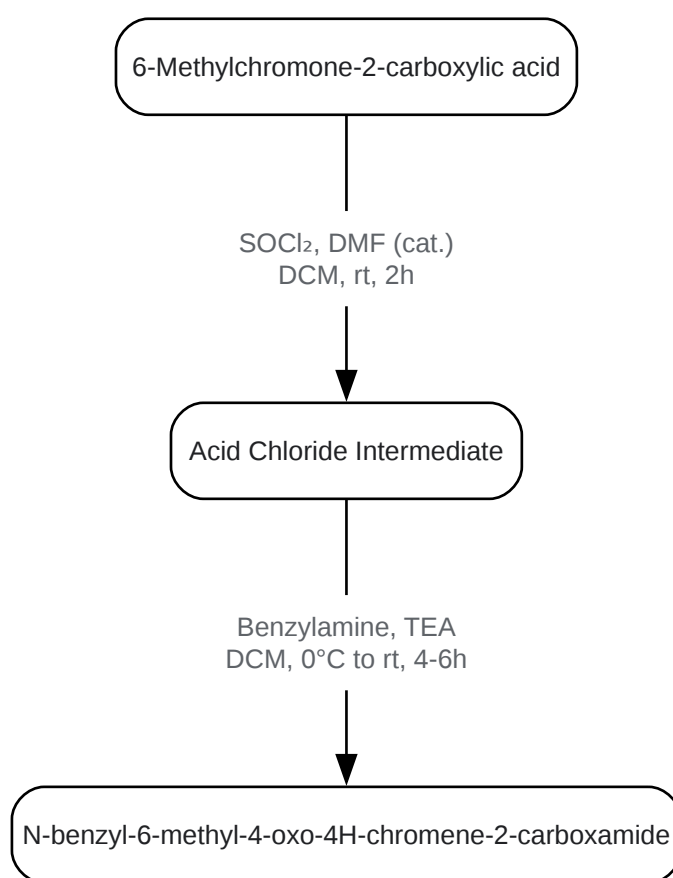 6-Methylchromone-2-carboxylic acid
SOCl₂, DMF (cat.)
DCM, rt, 2h
Acid Chloride Intermediate
Benzylamine, TEA
DCM, 0°C to rt, 4-6h
N-benzyl-6-methyl-4-oxo-4H-chromene-2-carboxamide